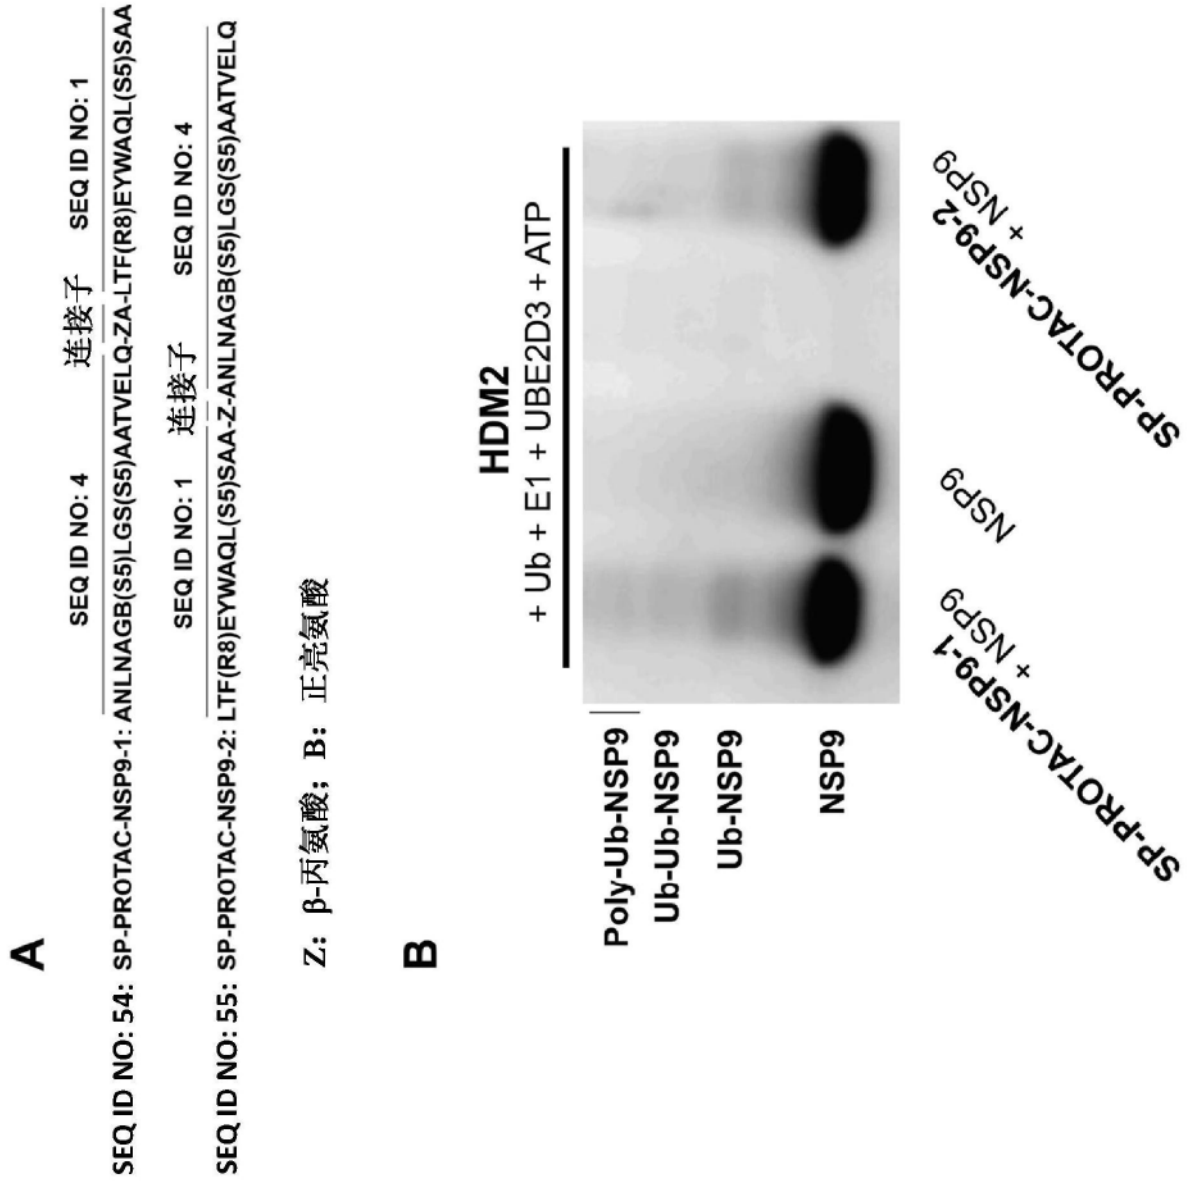 A
SEQ ID NO: 4 连接子 SEQ ID NO: 1
SEQ ID NO: 54: SP-PROTAC-NSP9-1: ANLNAGB(S5)LGS(S5)AATVELQ-ZA-LTF(R8)EYWAQL(S5)SAA
SEQ ID NO: 1 连接子 SEQ ID NO: 4
SEQ ID NO: 55: SP-PROTAC-NSP9-2: LTF(R8)EYWAQL(S5)SAA-Z-ANLNAGB(S5)LGS(S5)AATVELQ
Z: β-丙氨酸; B: 正亮氨酸
B
HDM2
+ Ub + E1 + UBE2D3 + ATP
Poly-Ub-NSP9
Ub-Ub-NSP9
Ub-NSP9
NSP9
SP-PROTAC-NSP9-1
+ NSP9
NSP9
SP-PROTAC-NSP9-2
+ NSP9